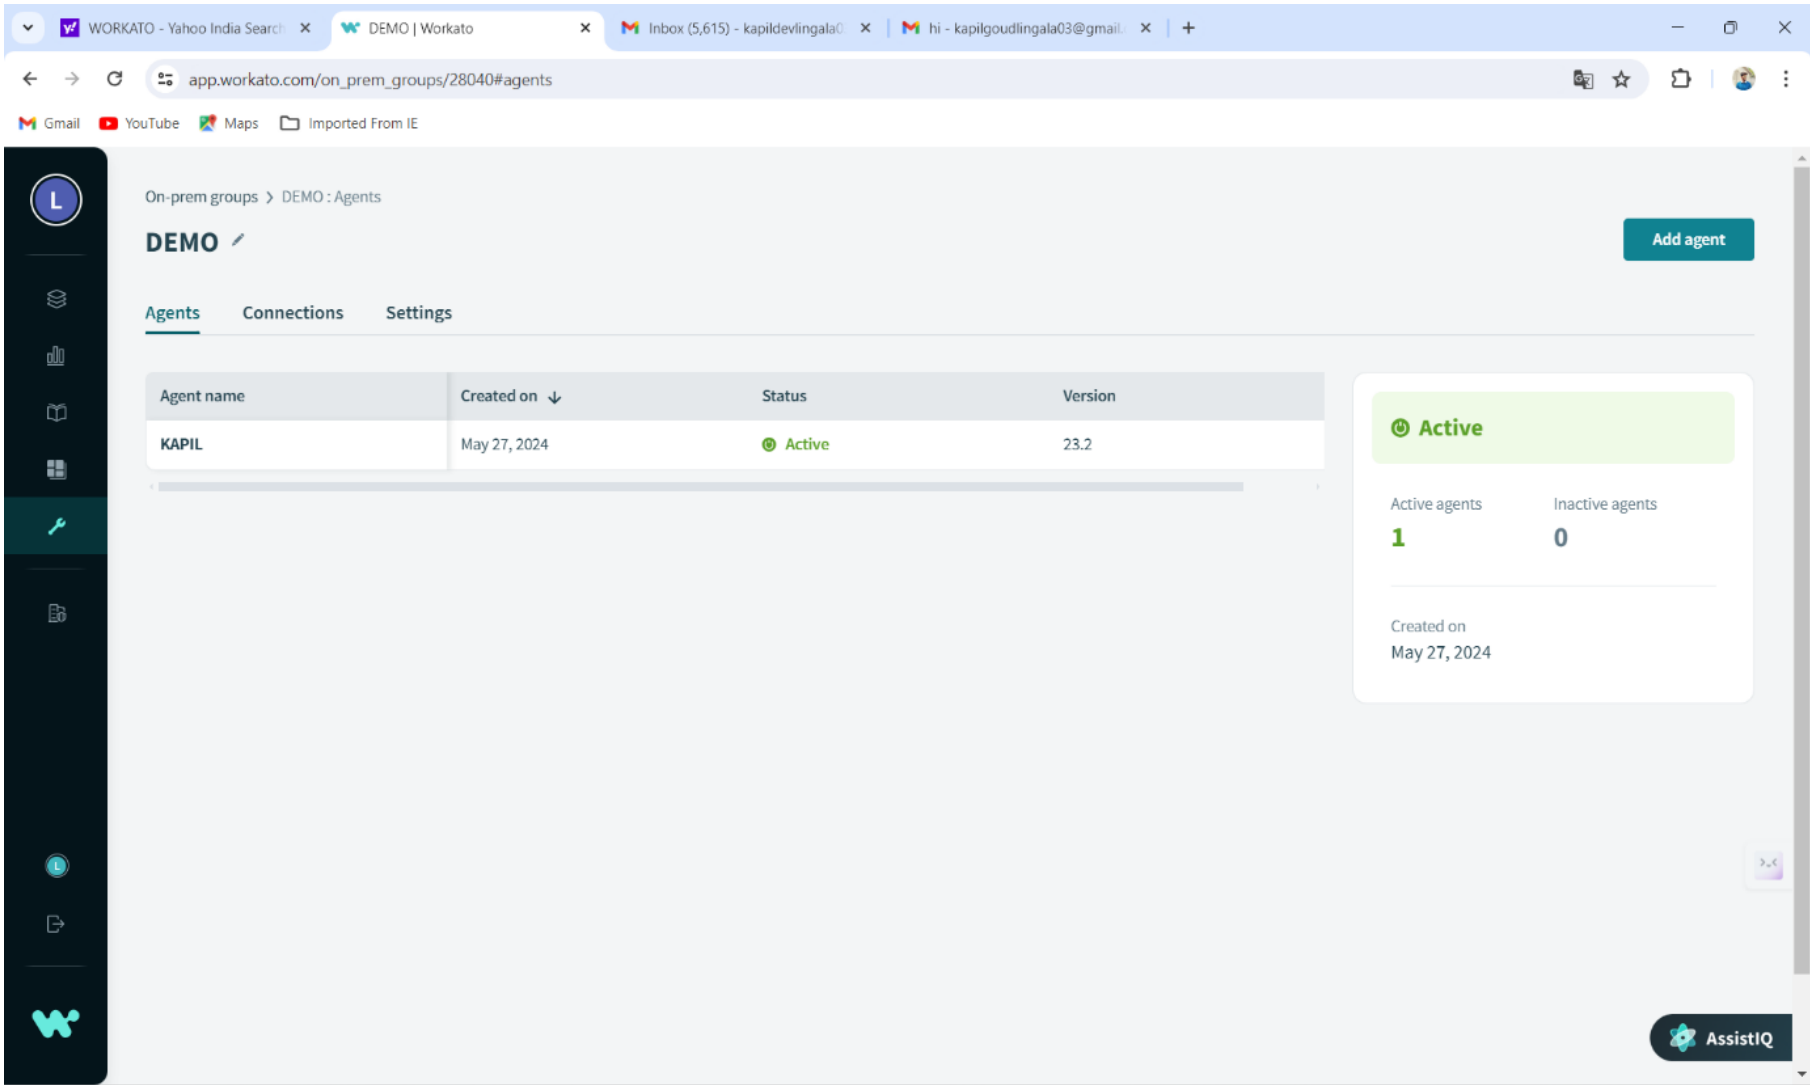 WORKATO - Yahoo India Search
DEMO | Workato
Inbox (5,615) - kapildevlingala0
hi - kapilgoudlingala03@gmail.
app.workato.com/on_prem_groups/28040#agents
Gmail
YouTube
Maps
Imported From IE
L
On-prem groups > DEMO : Agents
DEMO
Add agent
Agents
Connections
Settings
Agent name
Created on
Status
Version
KAPIL
May 27, 2024
Active
23.2
Active
Active agents
Inactive agents
1
0
Created on
May 27, 2024
L
AssistIQ